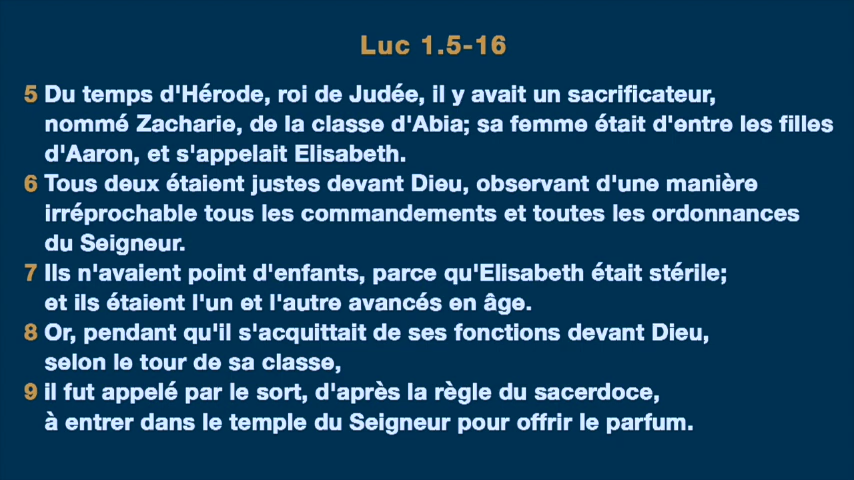 Luc 1.5-16
5 Du temps d'Hérode, roi de Judée, il y avait un sacrificateur,
nommé Zacharie, de la classe d'Abia; sa femme était d'entre les filles
d'Aaron, et s'appelait Elisabeth.
6 Tous deux étaient justes devant Dieu, observant d'une manière
irréprochable tous les commandements et toutes les ordonnances
du Seigneur.
7 Ils n'avaient point d'enfants, parce qu'Elisabeth était stérile;
et ils étaient l'un et l'autre avancés en âge.
8 Or, pendant qu'il s'acquittait de ses fonctions devant Dieu,
selon le tour de sa classe,
9 il fut appelé par le sort, d'après la règle du sacerdoce,
à entrer dans le temple du Seigneur pour offrir le parfum.